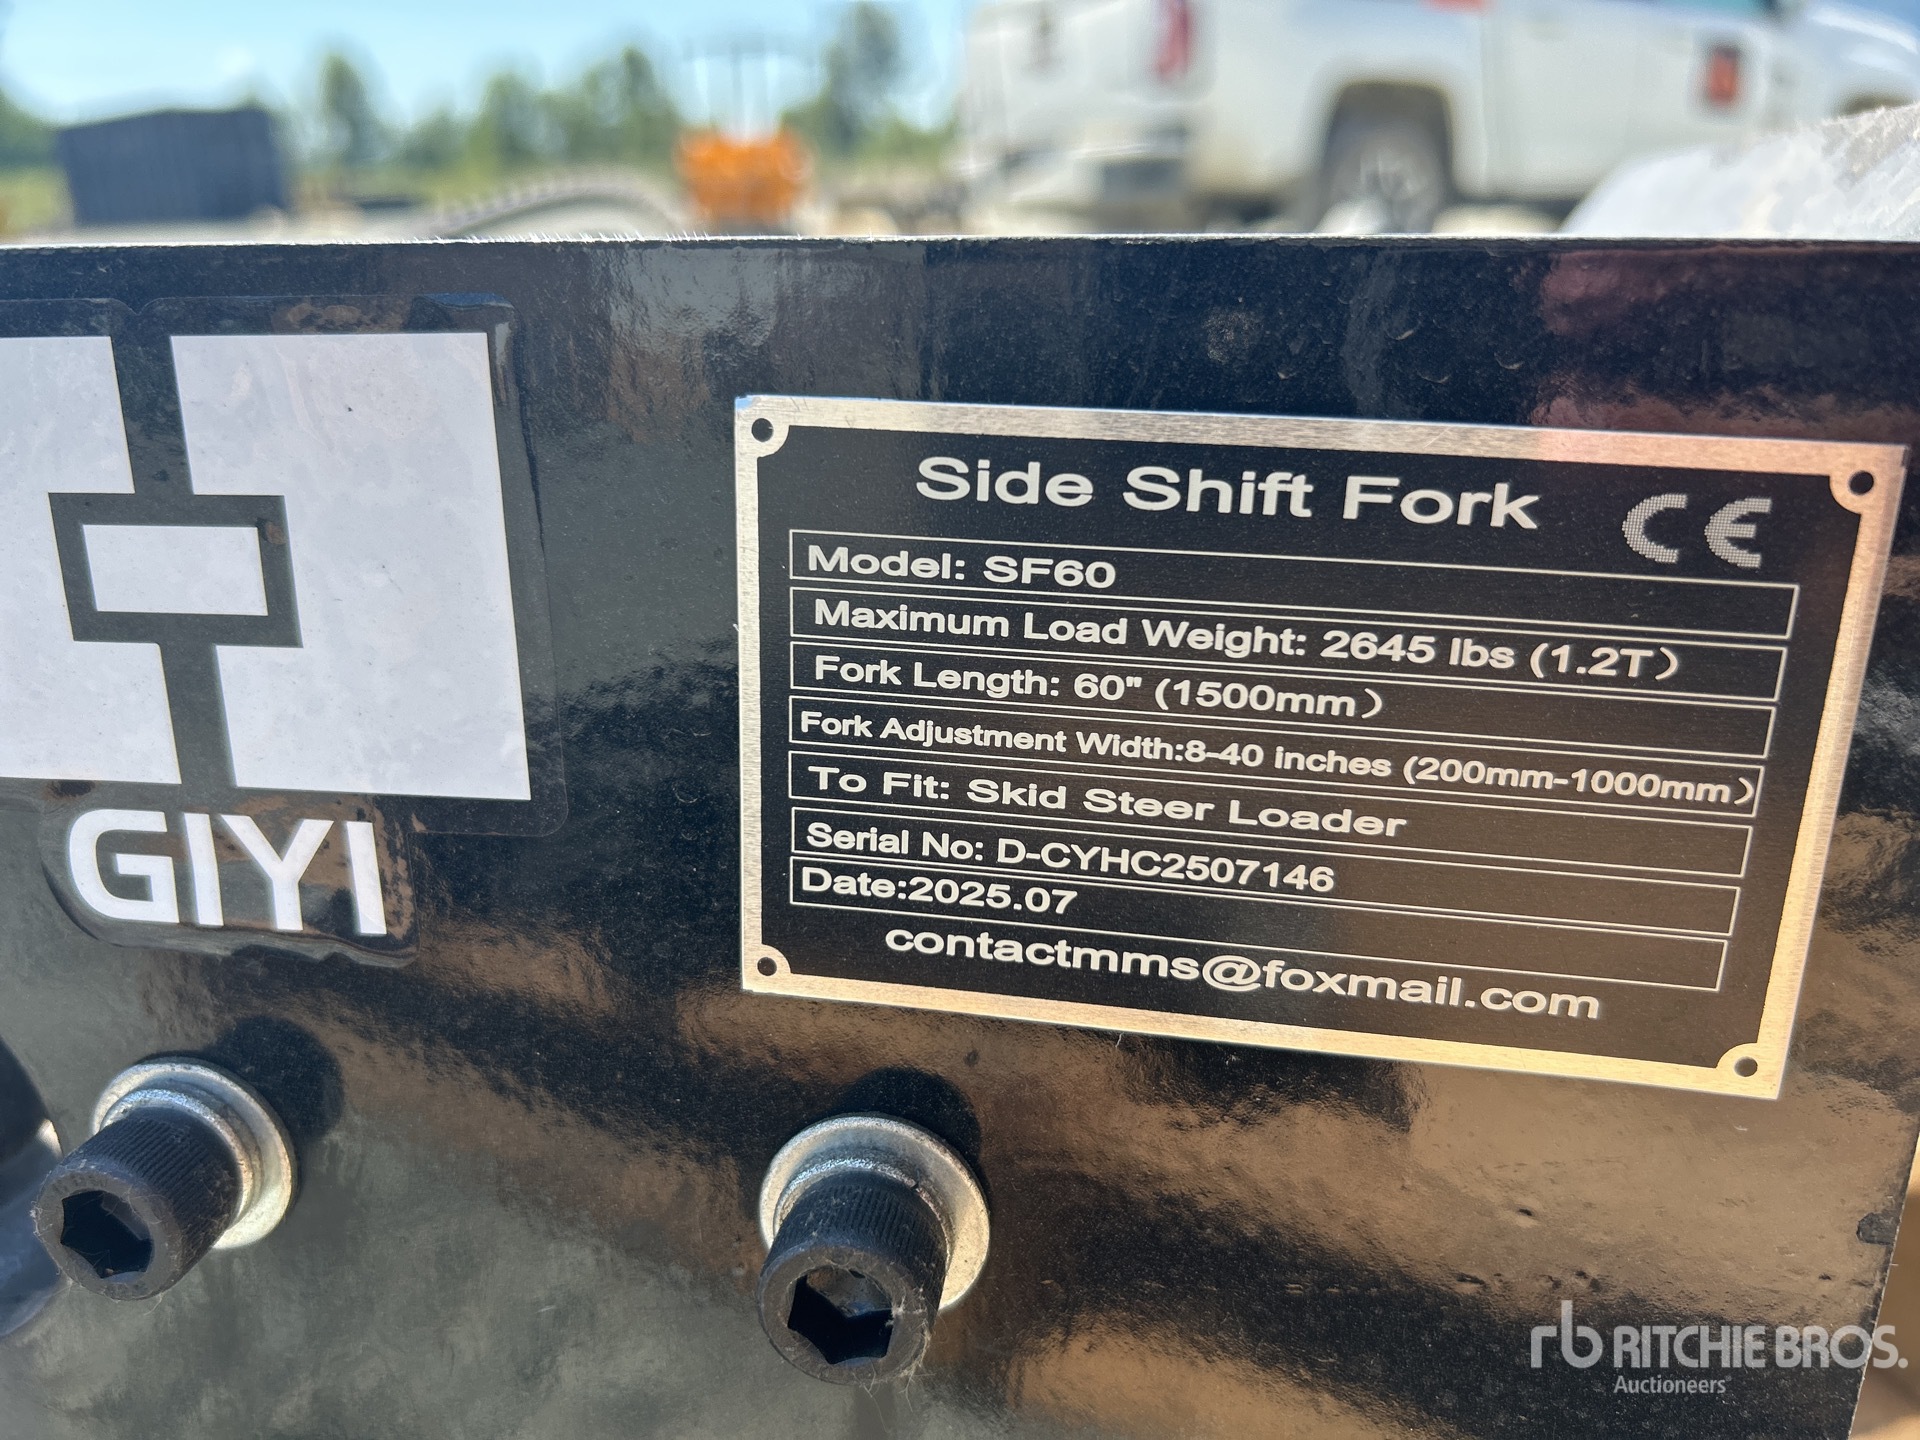 GIYI
Side Shift Fork CE
Model: SF60
Maximum Load Weight: 2645 lbs (1.2T)
Fork Length: 60" (1500mm)
Fork Adjustment Width:8-40 inches (200mm-1000mm)
To Fit: Skid Steer Loader
Serial No: D-CYHC2507146
Date:2025.07
contactmms@foxmail.com
rb RITCHIE BROS.
Auctioneers